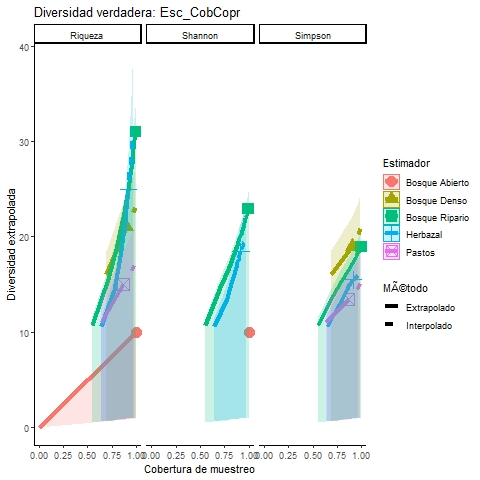 Diversidad verdadera: Esc_CobCopr
Riqueza Shannon Simpson
40
30
20
10
0
Diversidad extrapolada
0.00 0.25 0.50 0.75 1.00 0.00 0.25 0.50 0.75 1.00 0.00 0.25 0.50 0.75 1.00
Cobertura de muestreo
Estimador
Bosque Abierto
Bosque Denso
Bosque Ripario
Herbazal
Pastos
MÃ©todo
Extrapolado
Interpolado